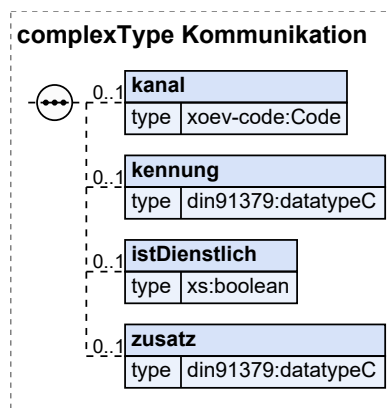 complexType Kommunikation
0..1 kanal
type xoev-code:Code
0..1 kennung
type din91379:datatypeC
0..1 istDienstlich
type xs:boolean
0..1 zusatz
type din91379:datatypeC